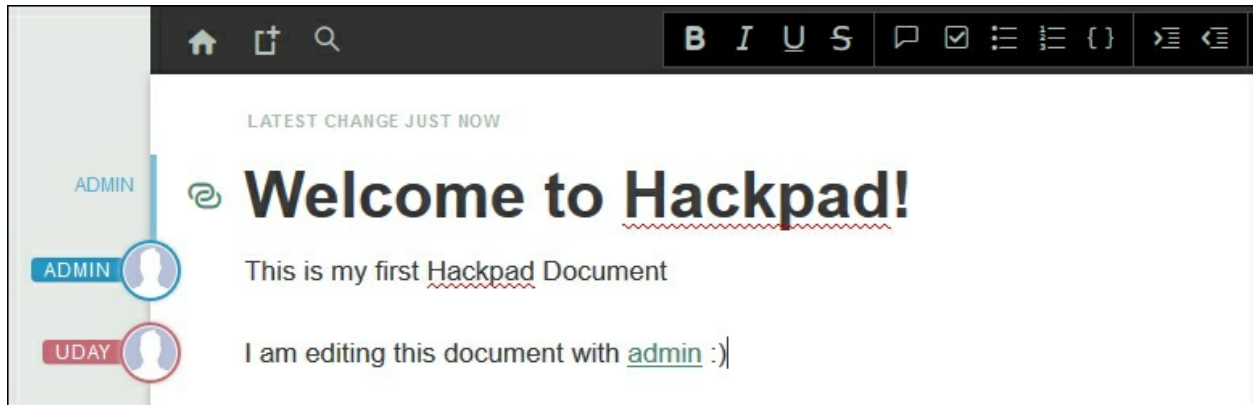 B I U S
LATEST CHANGE JUST NOW
ADMIN
Welcome to Hackpad!
ADMIN
This is my first Hackpad Document
UDAY
I am editing this document with admin :)